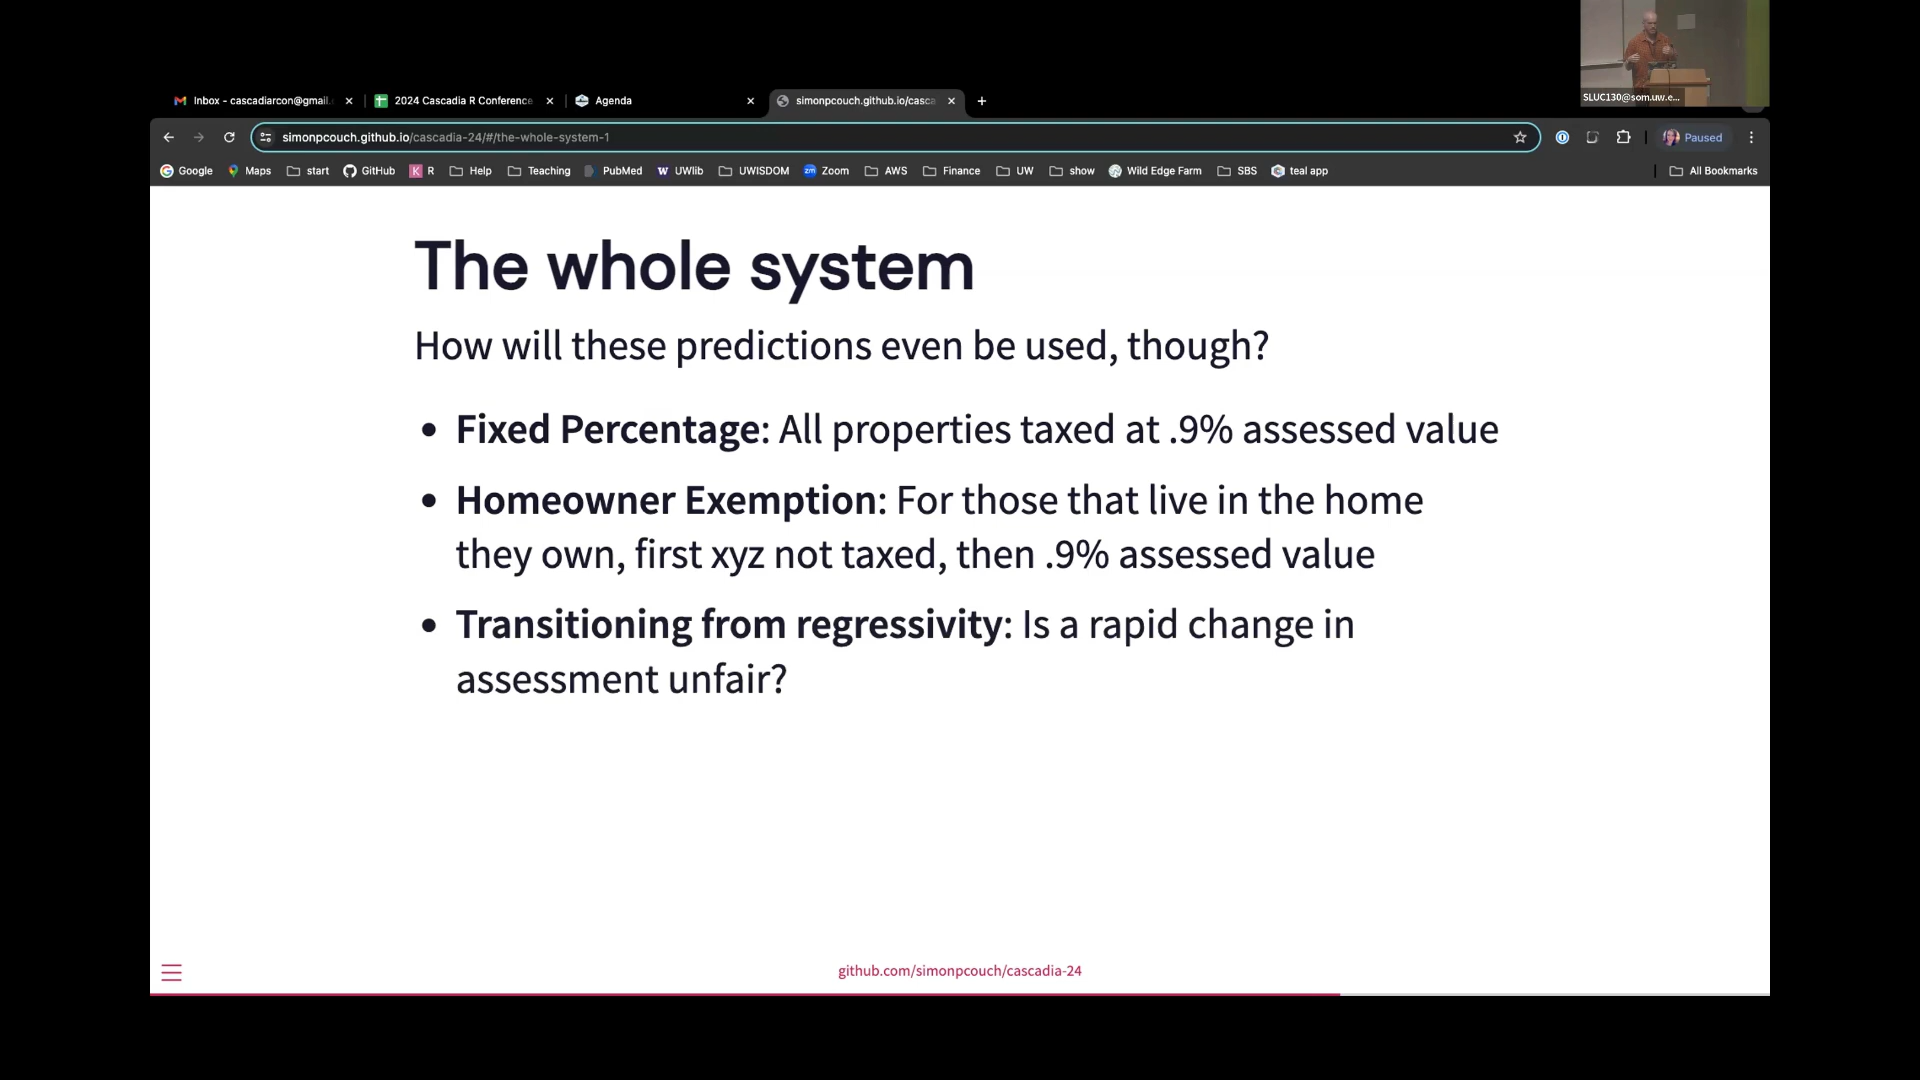 SLUC130@som.uw.e...
Inbox - cascadiarcon@gmail.
2024 Cascadia R Conference
Agenda
simonpcouch.github.io/casca
simonpcouch.github.io/cascadia-24/#/the-whole-system-1
Paused
Google Maps start GitHub K R Help Teaching PubMed W UWlib UWISDOM zm Zoom AWS Finance UW show Wild Edge Farm SBS teal app All Bookmarks
The whole system
How will these predictions even be used, though?
• Fixed Percentage: All properties taxed at .9% assessed value
• Homeowner Exemption: For those that live in the home
they own, first xyz not taxed, then .9% assessed value
• Transitioning from regressivity: Is a rapid change in
assessment unfair?
github.com/simonpcouch/cascadia-24